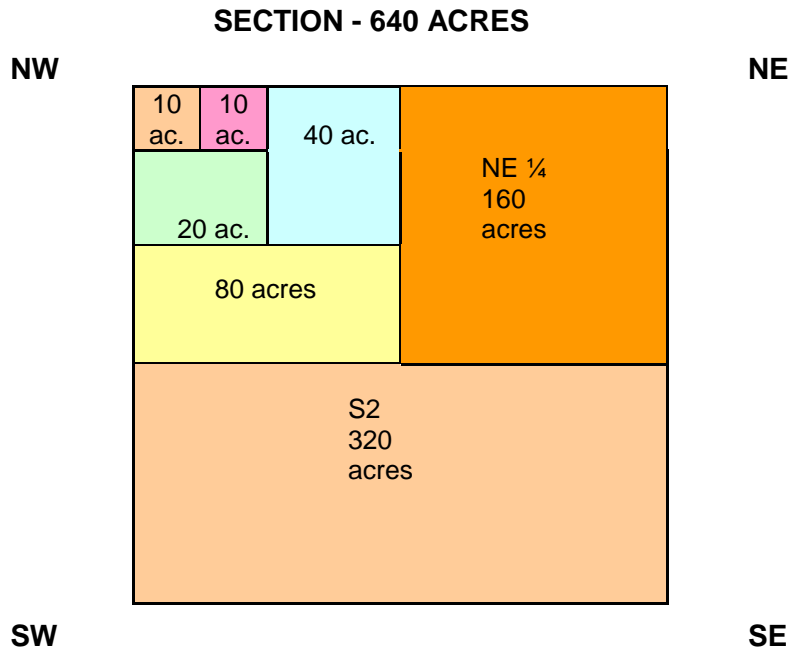 SECTION - 640 ACRES
NW
NE
10
ac.
10
ac.
40 ac.
NE ¼
160
acres
20 ac.
80 acres
S2
320
acres
SW
SE